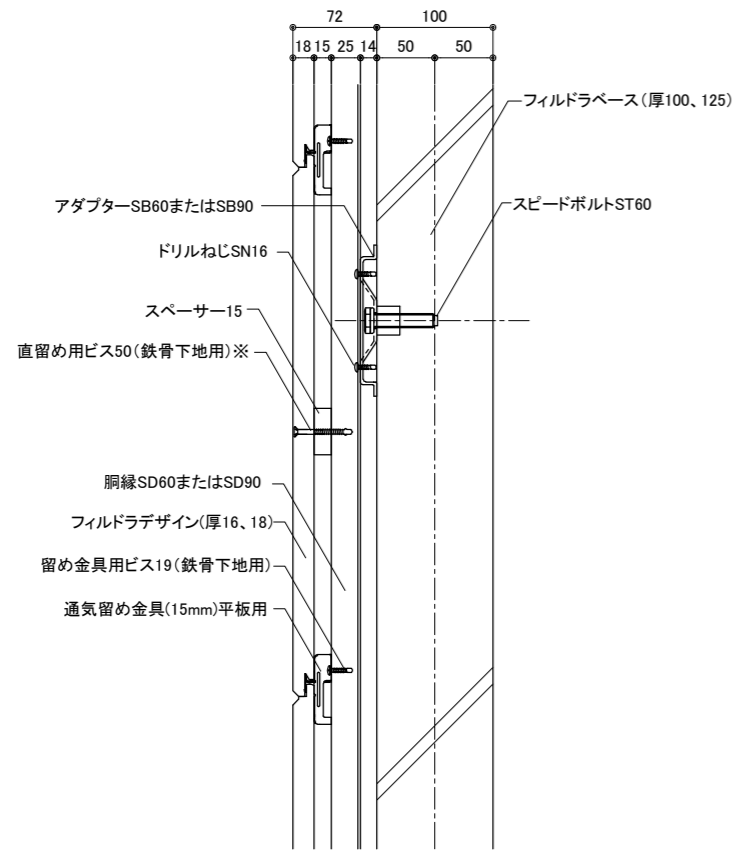 72 100
18 15 25 14 50 50
フィルドラベース(厚100、125)
アダプターSB60またはSB90
スピードボルトST60
ドリルねじSN16
スペーサー15
直留め用ビス50(鉄骨下地用)※
胴縁SD60またはSD90
フィルドラデザイン(厚16、18)
留め金具用ビス19(鉄骨下地用)
通気留め金具(15mm)平板用